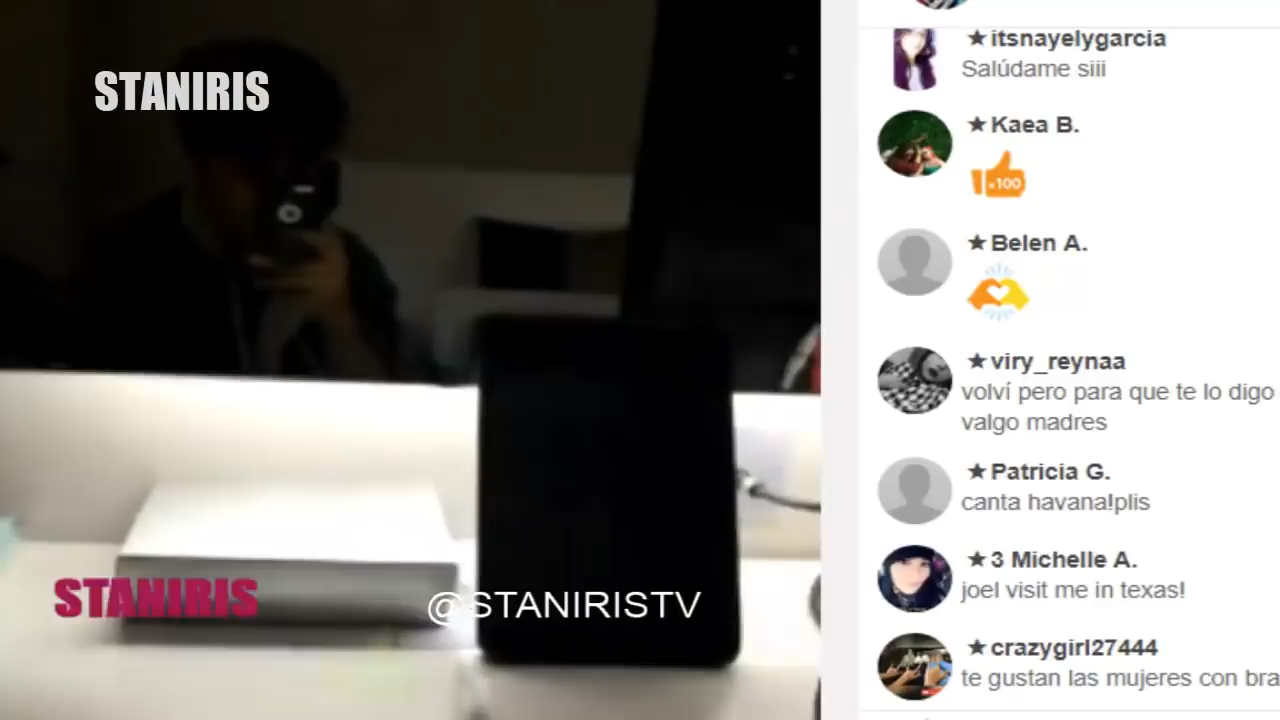 STANIRIS
STANIRIS
@STANIRISTV
★itsnayelygarcia
Salúdame siii
★Kaea B.
x100
★Belen A.
★viry_reynaa
volví pero para que te lo digo
valgo madres
★Patricia G.
canta havana!plis
★3 Michelle A.
joel visit me in texas!
★crazygirl27444
te gustan las mujeres con bra